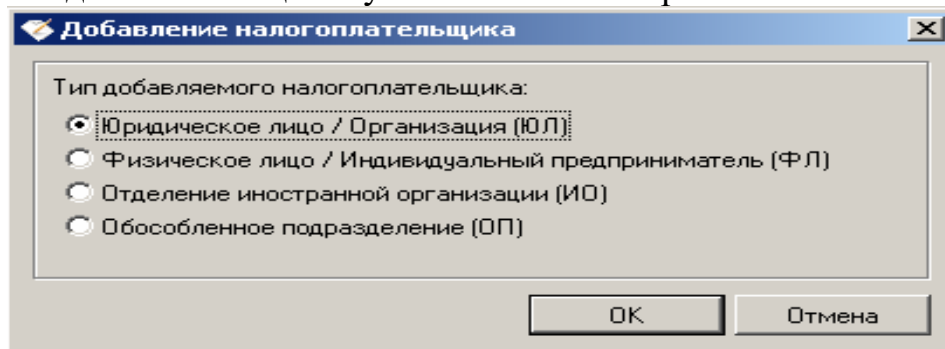 Добавление налогоплательщика
Тип добавляемого налогоплательщика:
Юридическое лицо / Организация (ЮЛ)
Физическое лицо / Индивидуальный предприниматель (ФЛ)
Отделение иностранной организации (ИО)
Обособленное подразделение (ОП)
OK
Отмена